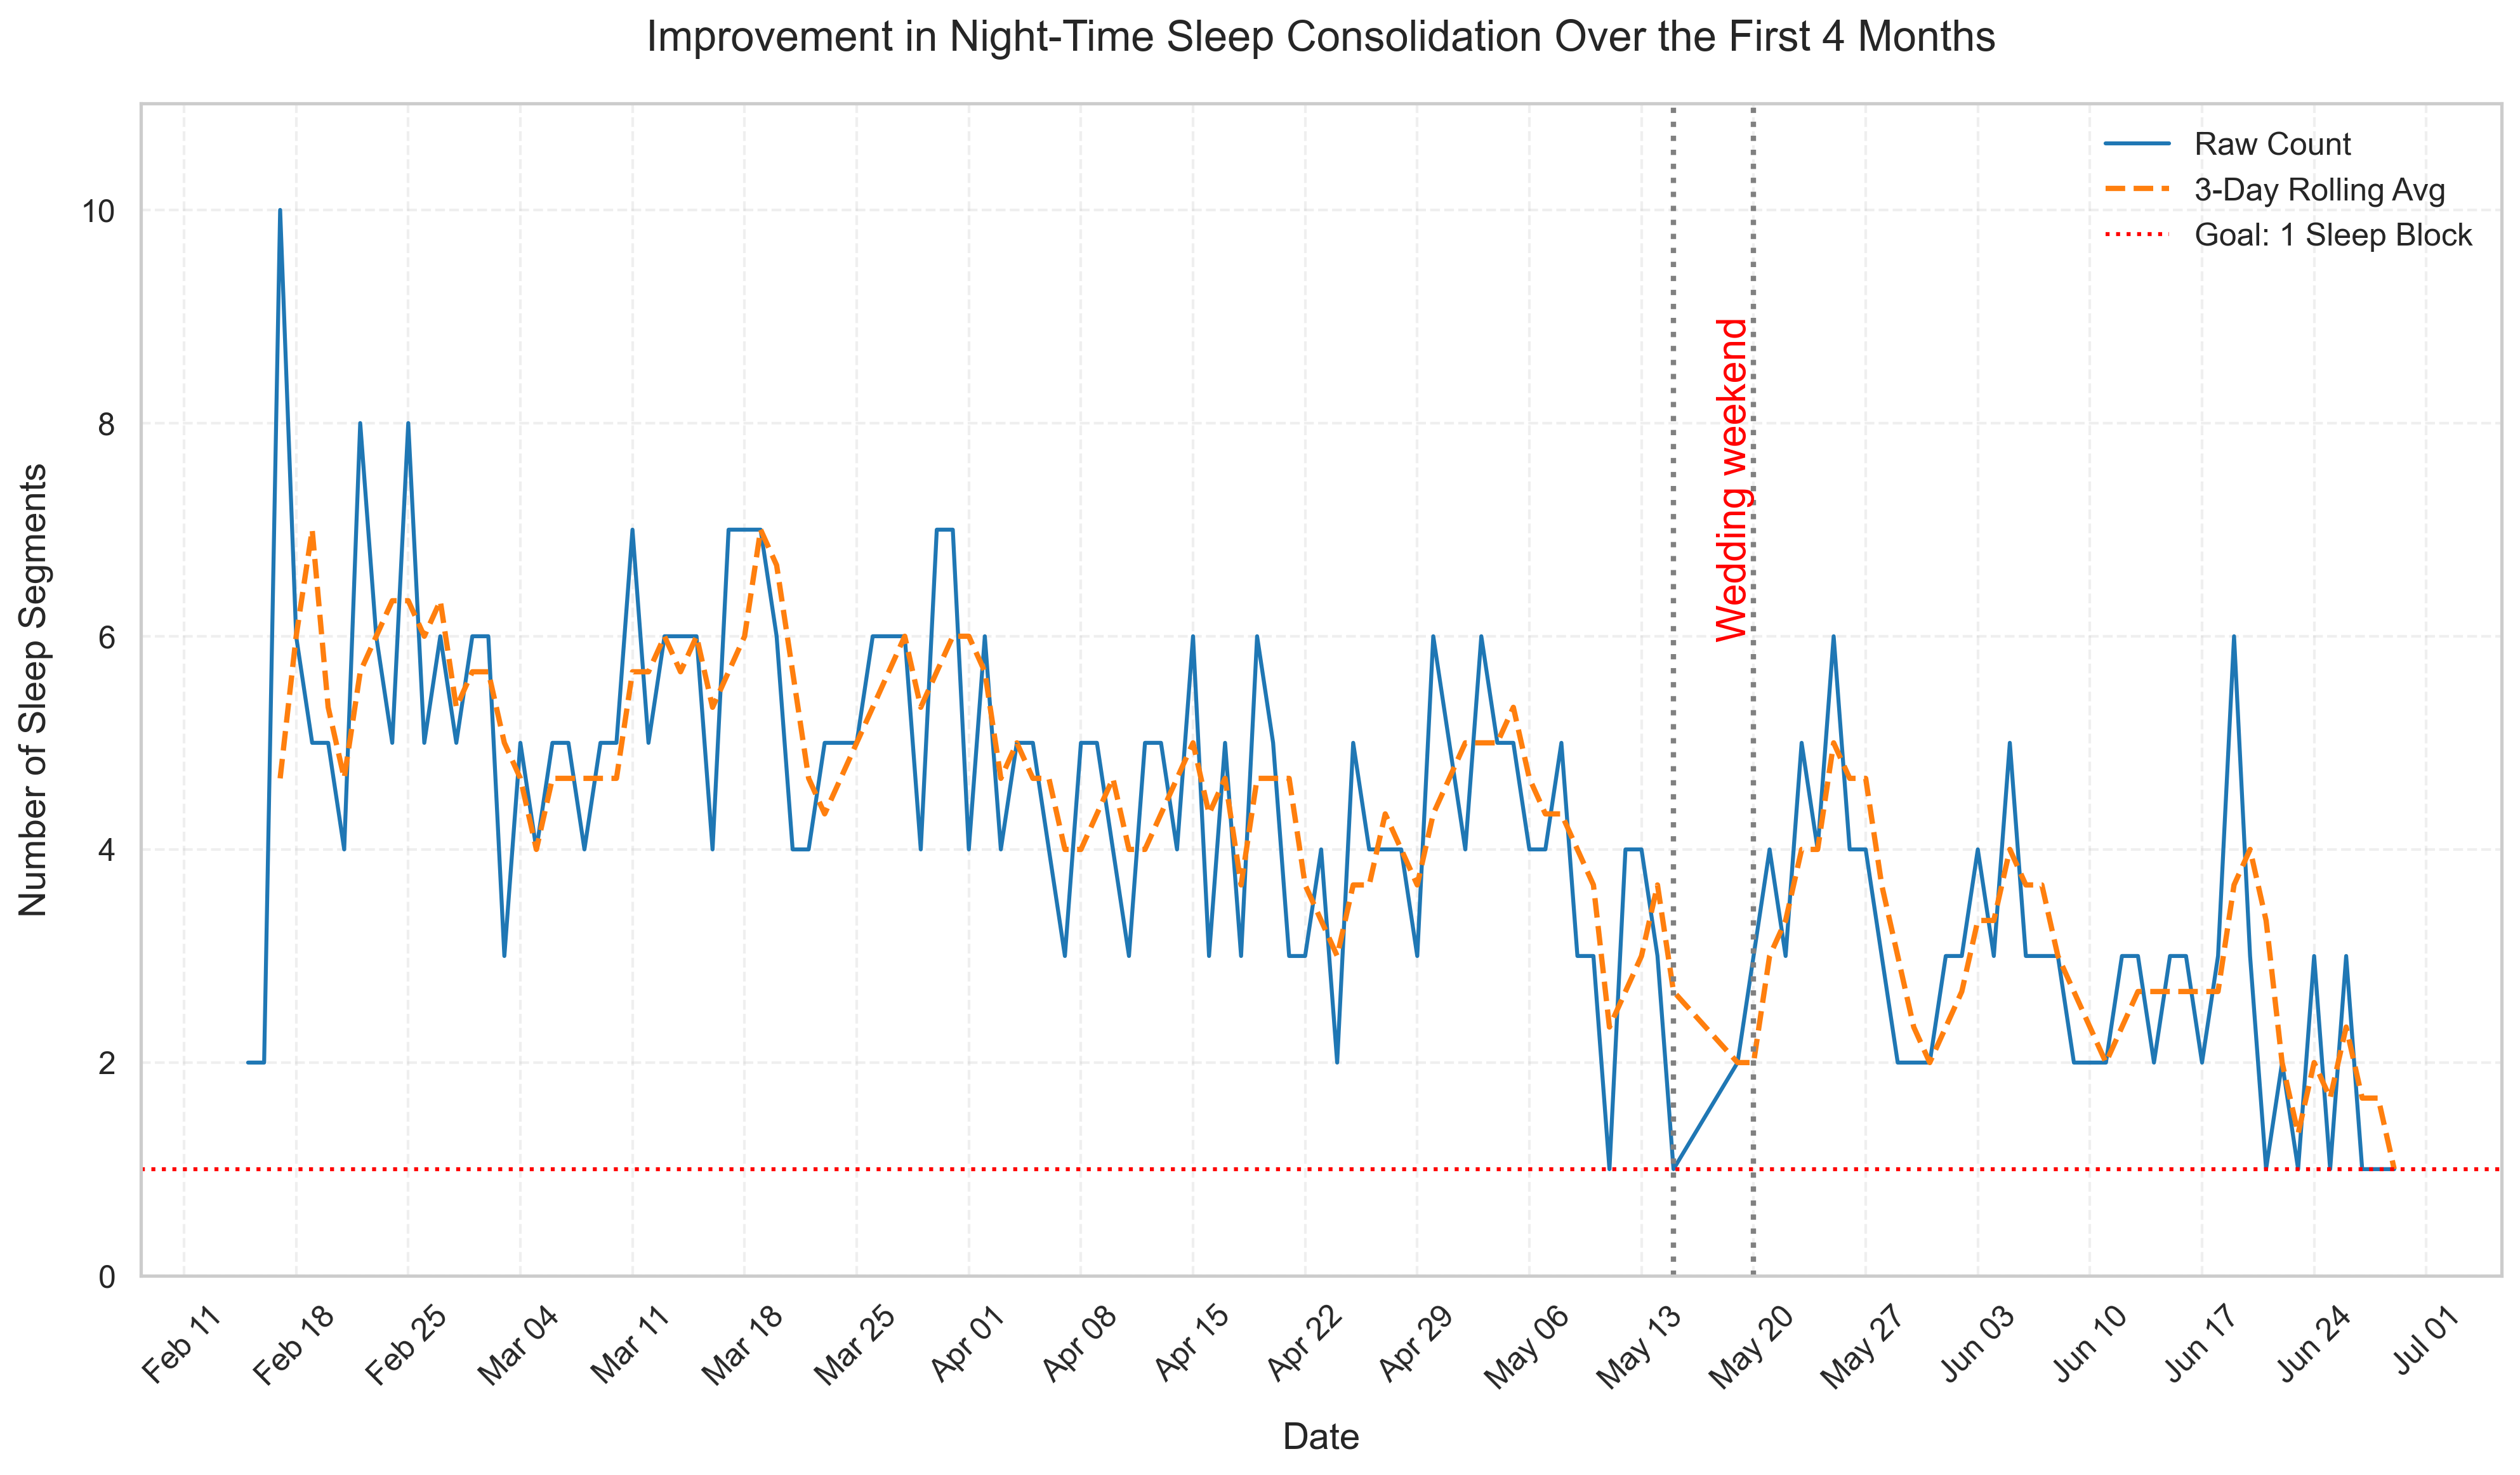 Improvement in Night-Time Sleep Consolidation Over the First 4 Months
Raw Count
3-Day Rolling Avg
Goal: 1 Sleep Block
Wedding weekend
Number of Sleep Segments
10
8
6
4
2
0
Feb 11
Feb 18
Feb 25
Mar 04
Mar 11
Mar 18
Mar 25
Apr 01
Apr 08
Apr 15
Apr 22
Apr 29
May 06
May 13
May 20
May 27
Jun 03
Jun 10
Jun 17
Jun 24
Jul 01
Date